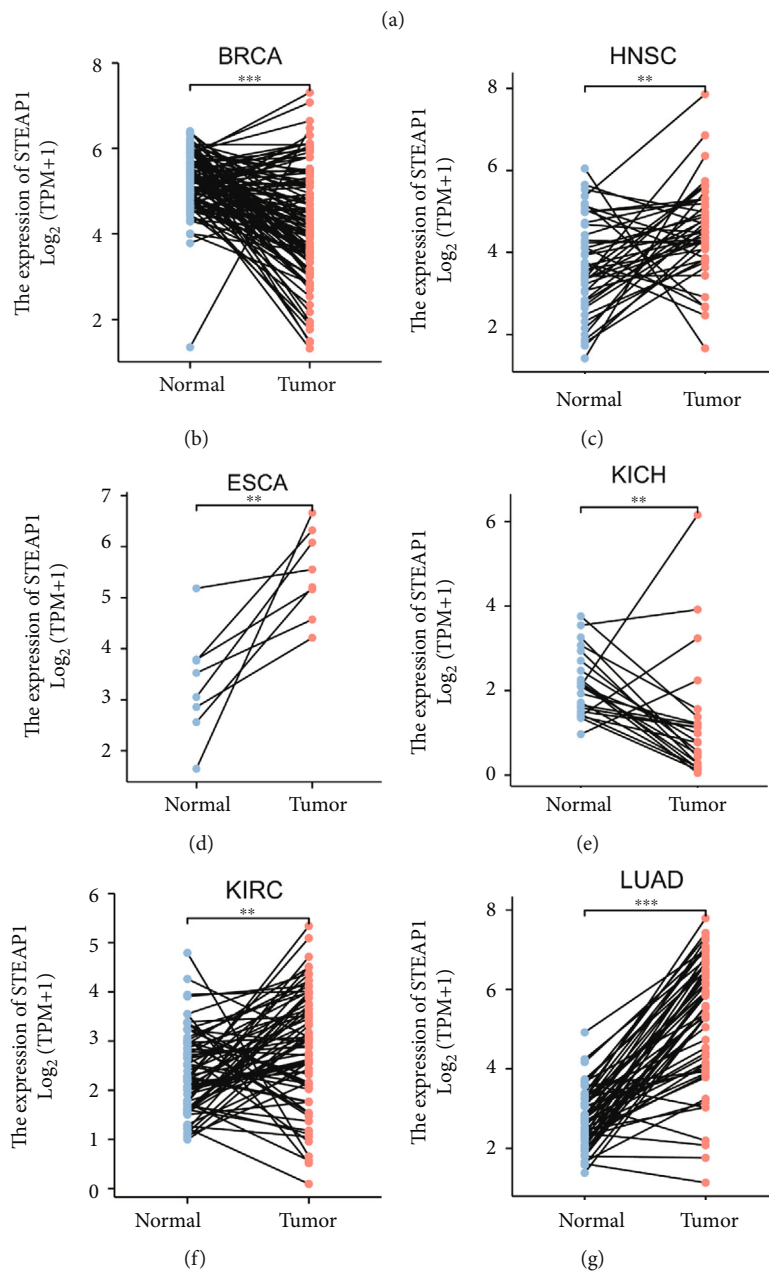 (a)
BRCA
***
The expression of STEAP1
Log₂ (TPM+1)
8
6
4
2
Normal
Tumor
(b)
HNSC
**
The expression of STEAP1
Log₂ (TPM+1)
8
6
4
2
Normal
Tumor
(c)
ESCA
**
The expression of STEAP1
Log₂ (TPM+1)
7
6
5
4
3
2
Normal
Tumor
(d)
KICH
**
The expression of STEAP1
Log₂ (TPM+1)
6
4
2
0
Normal
Tumor
(e)
KIRC
**
The expression of STEAP1
Log₂ (TPM+1)
6
5
4
3
2
1
0
Normal
Tumor
(f)
LUAD
***
The expression of STEAP1
Log₂ (TPM+1)
8
6
4
2
Normal
Tumor
(g)